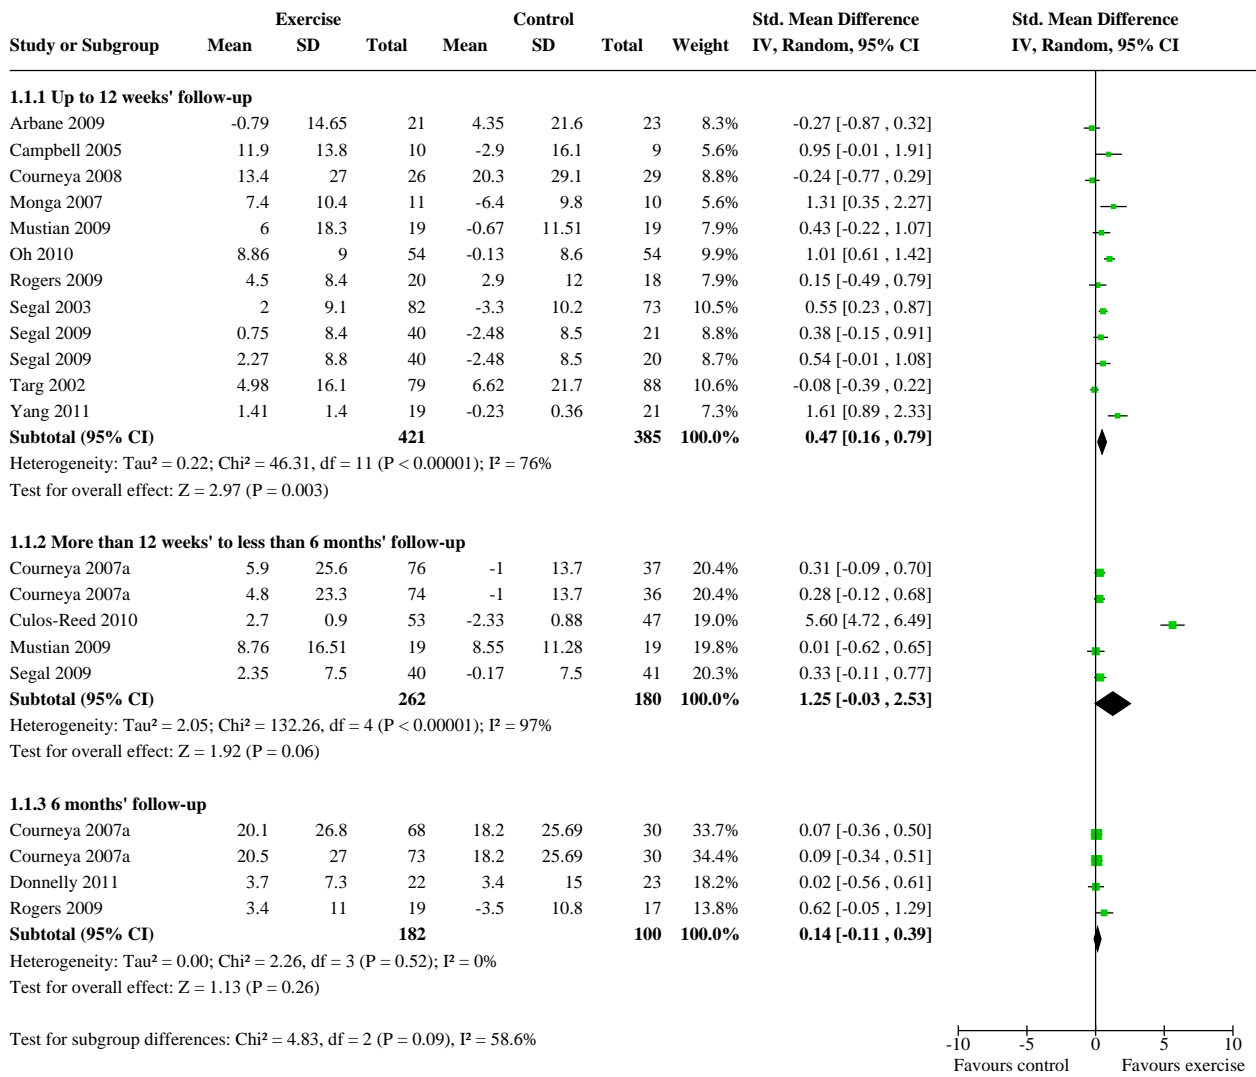 Exercise Control Std. Mean Difference Std. Mean Difference
Study or Subgroup Mean SD Total Mean SD Total Weight IV, Random, 95% CI IV, Random, 95% CI
1.1.1 Up to 12 weeks' follow-up
Arbane 2009 -0.79 14.65 21 4.35 21.6 23 8.3% -0.27 [-0.87 , 0.32]
Campbell 2005 11.9 13.8 10 -2.9 16.1 9 5.6% 0.95 [-0.01 , 1.91]
Courneya 2008 13.4 27 26 20.3 29.1 29 8.8% -0.24 [-0.77 , 0.29]
Monga 2007 7.4 10.4 11 -6.4 9.8 10 5.6% 1.31 [0.35 , 2.27]
Mustian 2009 6 18.3 19 -0.67 11.51 19 7.9% 0.43 [-0.22 , 1.07]
Oh 2010 8.86 9 54 -0.13 8.6 54 9.9% 1.01 [0.61 , 1.42]
Rogers 2009 4.5 8.4 20 2.9 12 18 7.9% 0.15 [-0.49 , 0.79]
Segal 2003 2 9.1 82 -3.3 10.2 73 10.5% 0.55 [0.23 , 0.87]
Segal 2009 0.75 8.4 40 -2.48 8.5 21 8.8% 0.38 [-0.15 , 0.91]
Segal 2009 2.27 8.8 40 -2.48 8.5 20 8.7% 0.54 [-0.01 , 1.08]
Targ 2002 4.98 16.1 79 6.62 21.7 88 10.6% -0.08 [-0.39 , 0.22]
Yang 2011 1.41 1.4 19 -0.23 0.36 21 7.3% 1.61 [0.89 , 2.33]
Subtotal (95% CI) 421 385 100.0% 0.47 [0.16 , 0.79]
Heterogeneity: Tau² = 0.22; Chi² = 46.31, df = 11 (P < 0.00001); I² = 76%
Test for overall effect: Z = 2.97 (P = 0.003)
1.1.2 More than 12 weeks' to less than 6 months' follow-up
Courneya 2007a 5.9 25.6 76 -1 13.7 37 20.4% 0.31 [-0.09 , 0.70]
Courneya 2007a 4.8 23.3 74 -1 13.7 36 20.4% 0.28 [-0.12 , 0.68]
Culos-Reed 2010 2.7 0.9 53 -2.33 0.88 47 19.0% 5.60 [4.72 , 6.49]
Mustian 2009 8.76 16.51 19 8.55 11.28 19 19.8% 0.01 [-0.62 , 0.65]
Segal 2009 2.35 7.5 40 -0.17 7.5 41 20.3% 0.33 [-0.11 , 0.77]
Subtotal (95% CI) 262 180 100.0% 1.25 [-0.03 , 2.53]
Heterogeneity: Tau² = 2.05; Chi² = 132.26, df = 4 (P < 0.00001); I² = 97%
Test for overall effect: Z = 1.92 (P = 0.06)
1.1.3 6 months' follow-up
Courneya 2007a 20.1 26.8 68 18.2 25.69 30 33.7% 0.07 [-0.36 , 0.50]
Courneya 2007a 20.5 27 73 18.2 25.69 30 34.4% 0.09 [-0.34 , 0.51]
Donnelly 2011 3.7 7.3 22 3.4 15 23 18.2% 0.02 [-0.56 , 0.61]
Rogers 2009 3.4 11 19 -3.5 10.8 17 13.8% 0.62 [-0.05 , 1.29]
Subtotal (95% CI) 182 100 100.0% 0.14 [-0.11 , 0.39]
Heterogeneity: Tau² = 0.00; Chi² = 2.26, df = 3 (P = 0.52); I² = 0%
Test for overall effect: Z = 1.13 (P = 0.26)
Test for subgroup differences: Chi² = 4.83, df = 2 (P = 0.09), I² = 58.6%
-10 -5 0 5 10
Favours control Favours exercise